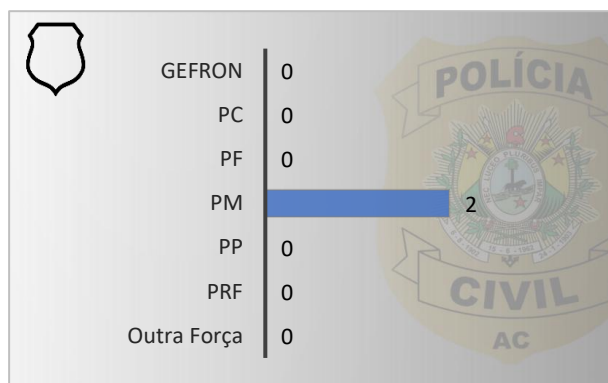 GEFRON 0
PC 0
PF 0
PM 2
PP 0
PRF 0
Outra Força 0
POLÍCIA
CIVIL
AC